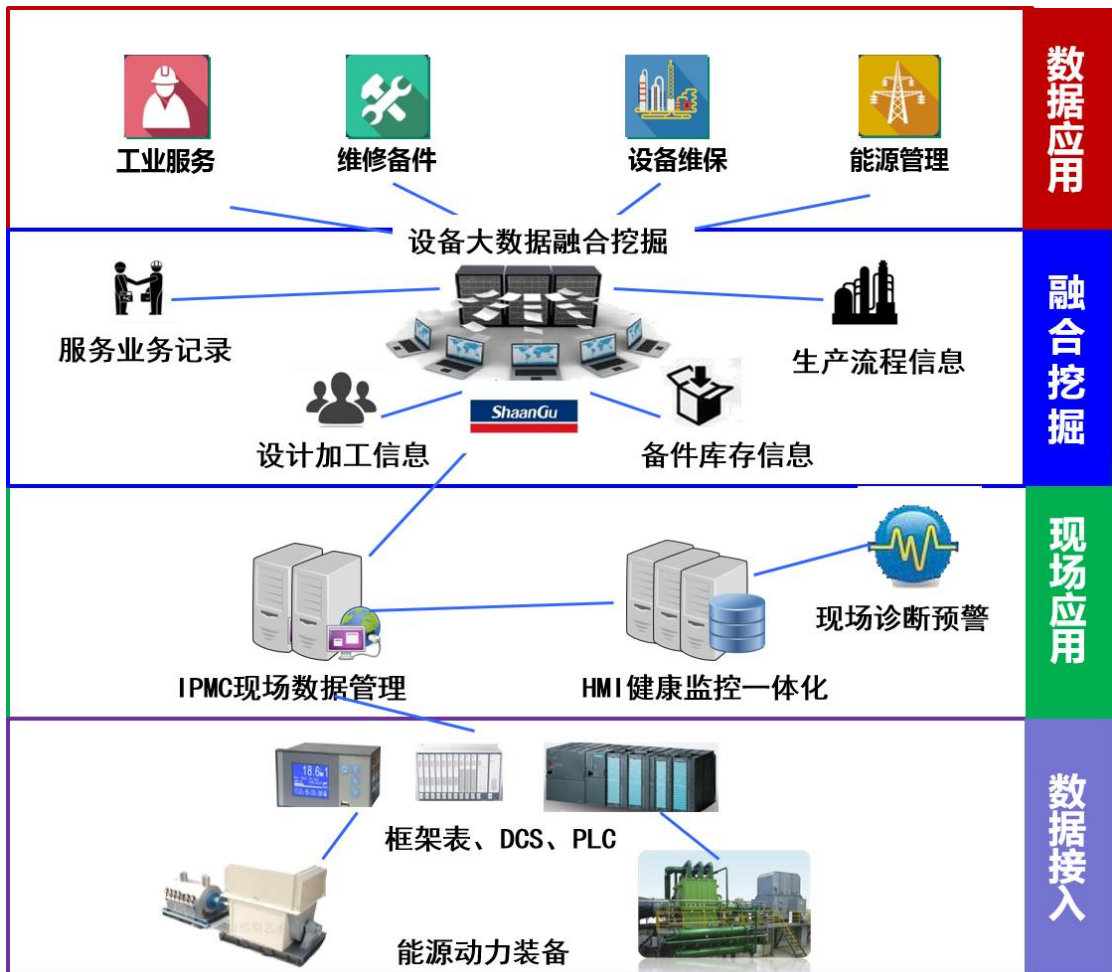 数据应用
工业服务
维修备件
设备维保
能源管理
融合挖掘
设备大数据融合挖掘
服务业务记录
生产流程信息
ShaanGu
设计加工信息
备件库存信息
现场应用
现场诊断预警
IPMC现场数据管理
HMI健康监控一体化
数据接入
18.6
框架表、DCS、PLC
能源动力装备